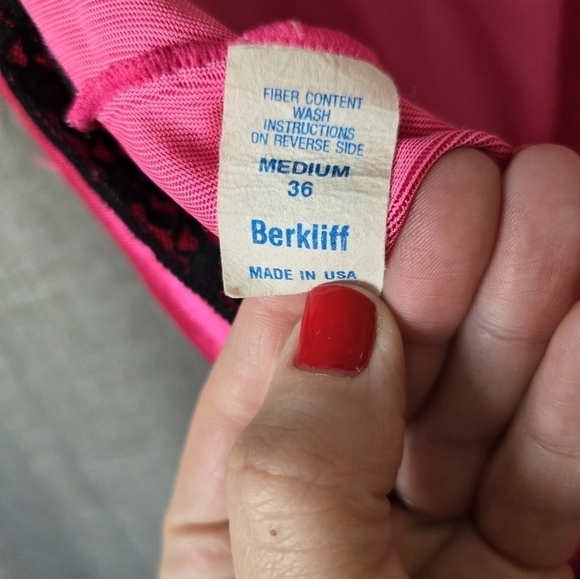 FIBER CONTENT
WASH
INSTRUCTIONS
ON REVERSE SIDE
MEDIUM
36
Berkliff
MADE IN USA